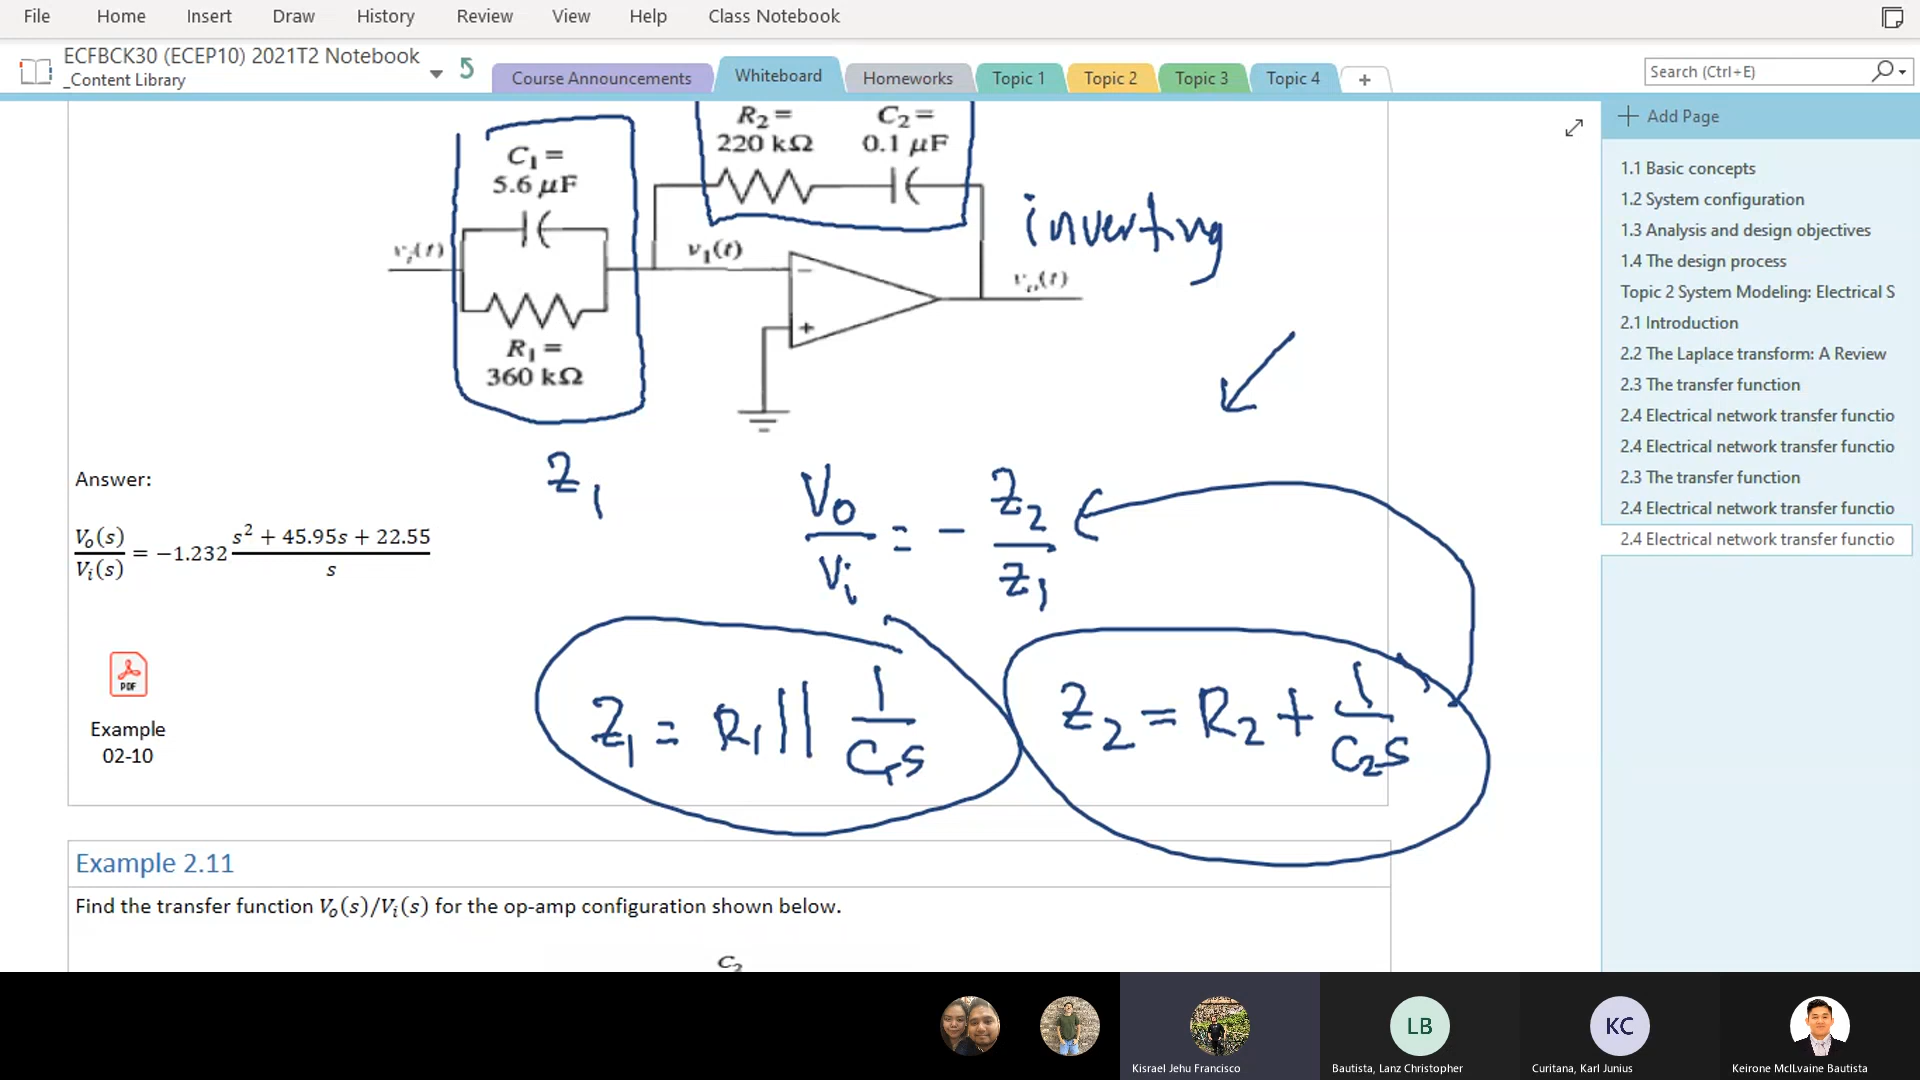 File Home Insert Draw History Review View Help Class Notebook
ECFBCK30 (ECEP10) 2021T2 Notebook
_Content Library
Course Announcements Whiteboard Homeworks Topic 1 Topic 2 Topic 3 Topic 4 +
Search (Ctrl+E)
Add Page
1.1 Basic concepts
1.2 System configuration
1.3 Analysis and design objectives
1.4 The design process
Topic 2 System Modeling: Electrical S
2.1 Introduction
2.2 The Laplace transform: A Review
2.3 The transfer function
2.4 Electrical network transfer functio
2.4 Electrical network transfer functio
2.3 The transfer function
2.4 Electrical network transfer functio
2.4 Electrical network transfer functio
R₂ = C₂ =
220 kΩ 0.1 μF
C₁ =
5.6 μF
vᵢ(t)
v₁(t)
inverting
vₒ(t)
− 
+
R₁ =
360 kΩ
Z₁
Vo/Vi = − Z₂/Z₁
Answer:
Vₒ(s)/Vᵢ(s) = −1.232 (s² + 45.95s + 22.55)/s
Z₁ = R₁ || 1/C₁s
Z₂ = R₂ + 1/C₂s
PDF
Example
02-10
Example 2.11
Find the transfer function Vₒ(s)/Vᵢ(s) for the op-amp configuration shown below.
C₂
LB
KC
Kisrael Jehu Francisco
Bautista, Lanz Christopher
Curitana, Karl Junius
Keirone McILvaine Bautista